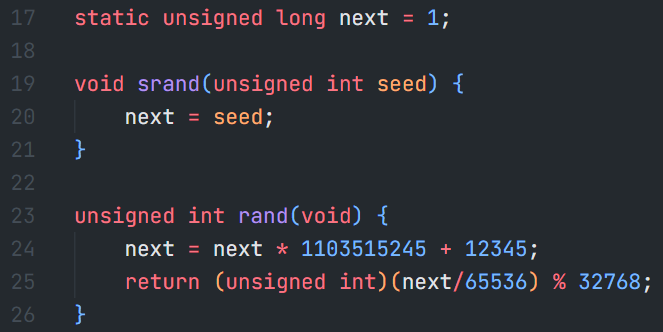 17 static unsigned long next = 1;
18
19 void srand(unsigned int seed) {
20     next = seed;
21 }
22
23 unsigned int rand(void) {
24     next = next * 1103515245 + 12345;
25     return (unsigned int)(next/65536) % 32768;
26 }